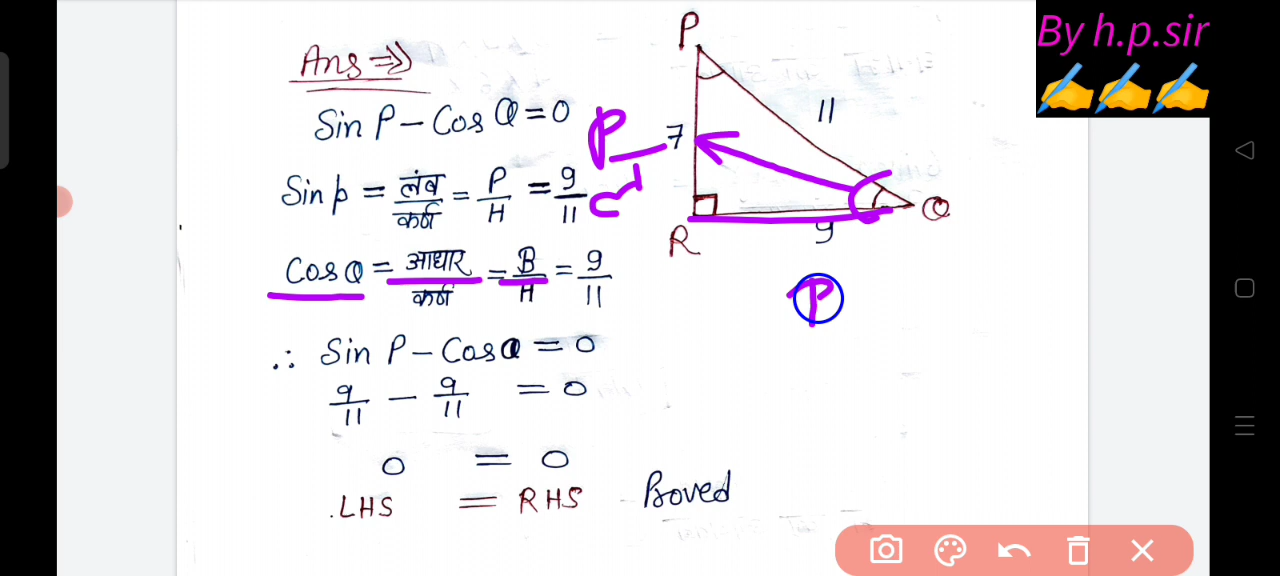 By h.p.sir
✍✍✍
Ans ⇒
Sin P - Cos Q = 0
Sin p = लंब/कर्ण = P/H = 9/11
Cos Q = आधार/कर्ण = B/H = 9/11
∴ Sin P - Cos Q = 0
9/11 - 9/11 = 0
0 = 0
LHS = RHS Proved
P
11
P
7
R
9
Q
P